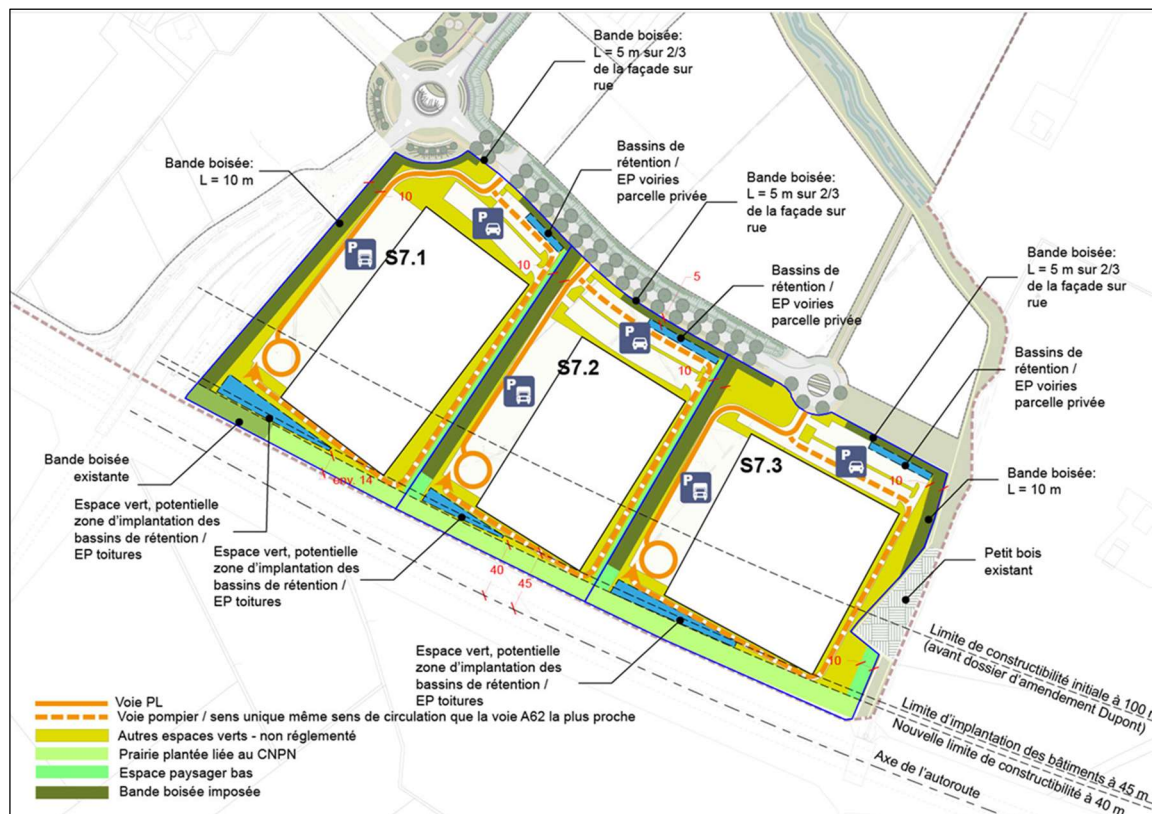 Bande boisée:
L = 5 m sur 2/3
de la façade sur
rue
Bande boisée:
L = 10 m
Bassins de
rétention /
EP voiries
parcelle privée
Bande boisée:
L = 5 m sur 2/3
de la façade sur
rue
Bande boisée:
L = 5 m sur 2/3
de la façade sur
rue
Bassins de
rétention /
EP voiries
parcelle privée
Bassins de
rétention /
EP voiries
parcelle privée
10
P
P
S7.1
10
5
P
S7.2
P
10
P
S7.3
P
10
Bande boisée:
L = 10 m
Petit bois
existant
Bande boisée
existante
env. 14
Espace vert, potentielle
zone d'implantation des
bassins de rétention /
EP toitures
Espace vert, potentielle
zone d'implantation des
bassins de rétention /
EP toitures
40
45
Espace vert, potentielle
zone d'implantation des
bassins de rétention /
EP toitures
10
Limite de constructibilité initiale à 100
(avant dossier d'amendement Dupont)
Limite d'implantation des bâtiments à 45 m
Nouvelle limite de constructibilité à 40 m
Axe de l'autoroute
Voie PL
Voie pompier / sens unique même sens de circulation que la voie A62 la plus proche
Autres espaces verts - non réglementé
Prairie plantée liée au CNPN
Espace paysager bas
Bande boisée imposée